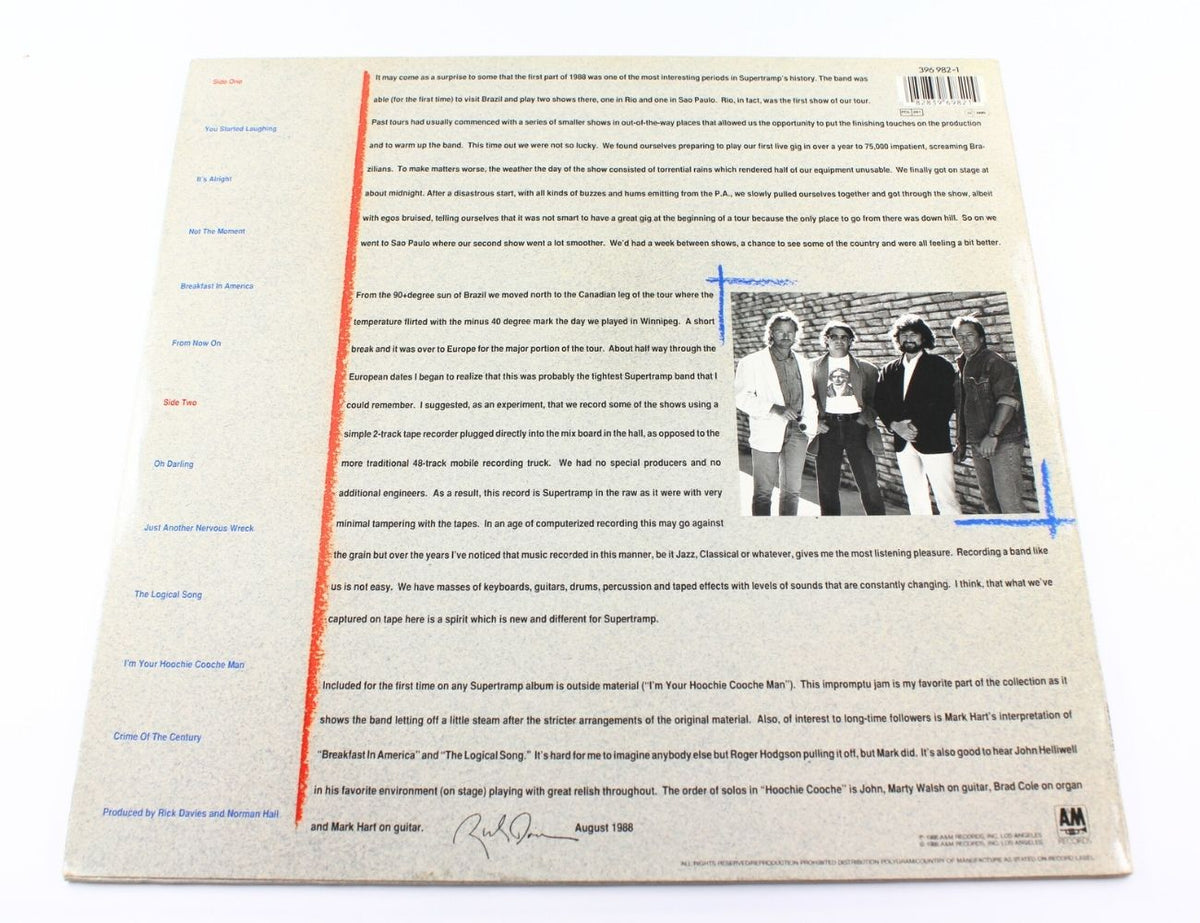 Side One
You Started Laughing
It's Alright
Not The Moment
Breakfast In America
From Now On
Side Two
Oh Darling
Just Another Nervous Wreck
The Logical Song
I'm Your Hoochie Cooche Man
Crime Of The Century
Produced by Rick Davies and Norman Hall
396 982-1
It may come as a surprise to some that the first part of 1988 was one of the most interesting periods in Supertramp's history. The band was
able (for the first time) to visit Brazil and play two shows there, one in Rio and one in Sao Paulo. Rio, in fact, was the first show of our tour.
Past tours had usually commenced with a series of smaller shows in out-of-the-way places that allowed us the opportunity to put the finishing touches on the production
and to warm up the band. This time out we were not so lucky. We found ourselves preparing to play our first live gig in over a year to 75,000 impatient, screaming Bra-
zilians. To make matters worse, the weather the day of the show consisted of torrential rains which rendered half of our equipment unusable. We finally got on stage at
about midnight. After a disastrous start, with all kinds of buzzes and hums emitting from the P.A., we slowly pulled ourselves together and got through the show, albeit
with egos bruised, telling ourselves that it was not smart to have a great gig at the beginning of a tour because the only place to go from there was down hill. So on we
went to Sao Paulo where our second show went a lot smoother. We'd had a week between shows, a chance to see some of the country and were all feeling a bit better.
From the 90+degree sun of Brazil we moved north to the Canadian leg of the tour where the
temperature flirted with the minus 40 degree mark the day we played in Winnipeg. A short
break and it was over to Europe for the major portion of the tour. About half way through the
European dates I began to realize that this was probably the tightest Supertramp band that I
could remember. I suggested, as an experiment, that we record some of the shows using a
simple 2-track tape recorder plugged directly into the mix board in the hall, as opposed to the
more traditional 48-track mobile recording truck. We had no special producers and no
additional engineers. As a result, this record is Supertramp in the raw as it were with very
minimal tampering with the tapes. In an age of computerized recording this may go against
the grain but over the years I've noticed that music recorded in this manner, be it Jazz, Classical or whatever, gives me the most listening pleasure. Recording a band like
us is not easy. We have masses of keyboards, guitars, drums, percussion and taped effects with levels of sounds that are constantly changing. I think, that what we've
captured on tape here is a spirit which is new and different for Supertramp.
Included for the first time on any Supertramp album is outside material ("I'm Your Hoochie Cooche Man"). This impromptu jam is my favorite part of the collection as it
shows the band letting off a little steam after the stricter arrangements of the original material. Also, of interest to long-time followers is Mark Hart's interpretation of
"Breakfast In America" and "The Logical Song." It's hard for me to imagine anybody else but Roger Hodgson pulling it off, but Mark did. It's also good to hear John Helliwell
in his favorite environment (on stage) playing with great relish throughout. The order of solos in "Hoochie Cooche" is John, Marty Walsh on guitar, Brad Cole on organ
and Mark Hart on guitar. August 1988
A&M
RECORDS
℗ 1988 A&M RECORDS, INC. LOS ANGELES
© 1988 A&M RECORDS, INC. LOS ANGELES
ALL RIGHTS RESERVED/REPRODUCTION PROHIBITED DISTRIBUTION POLYGRAM/COUNTRY OF MANUFACTURE AS STATED ON RECORD LABEL.